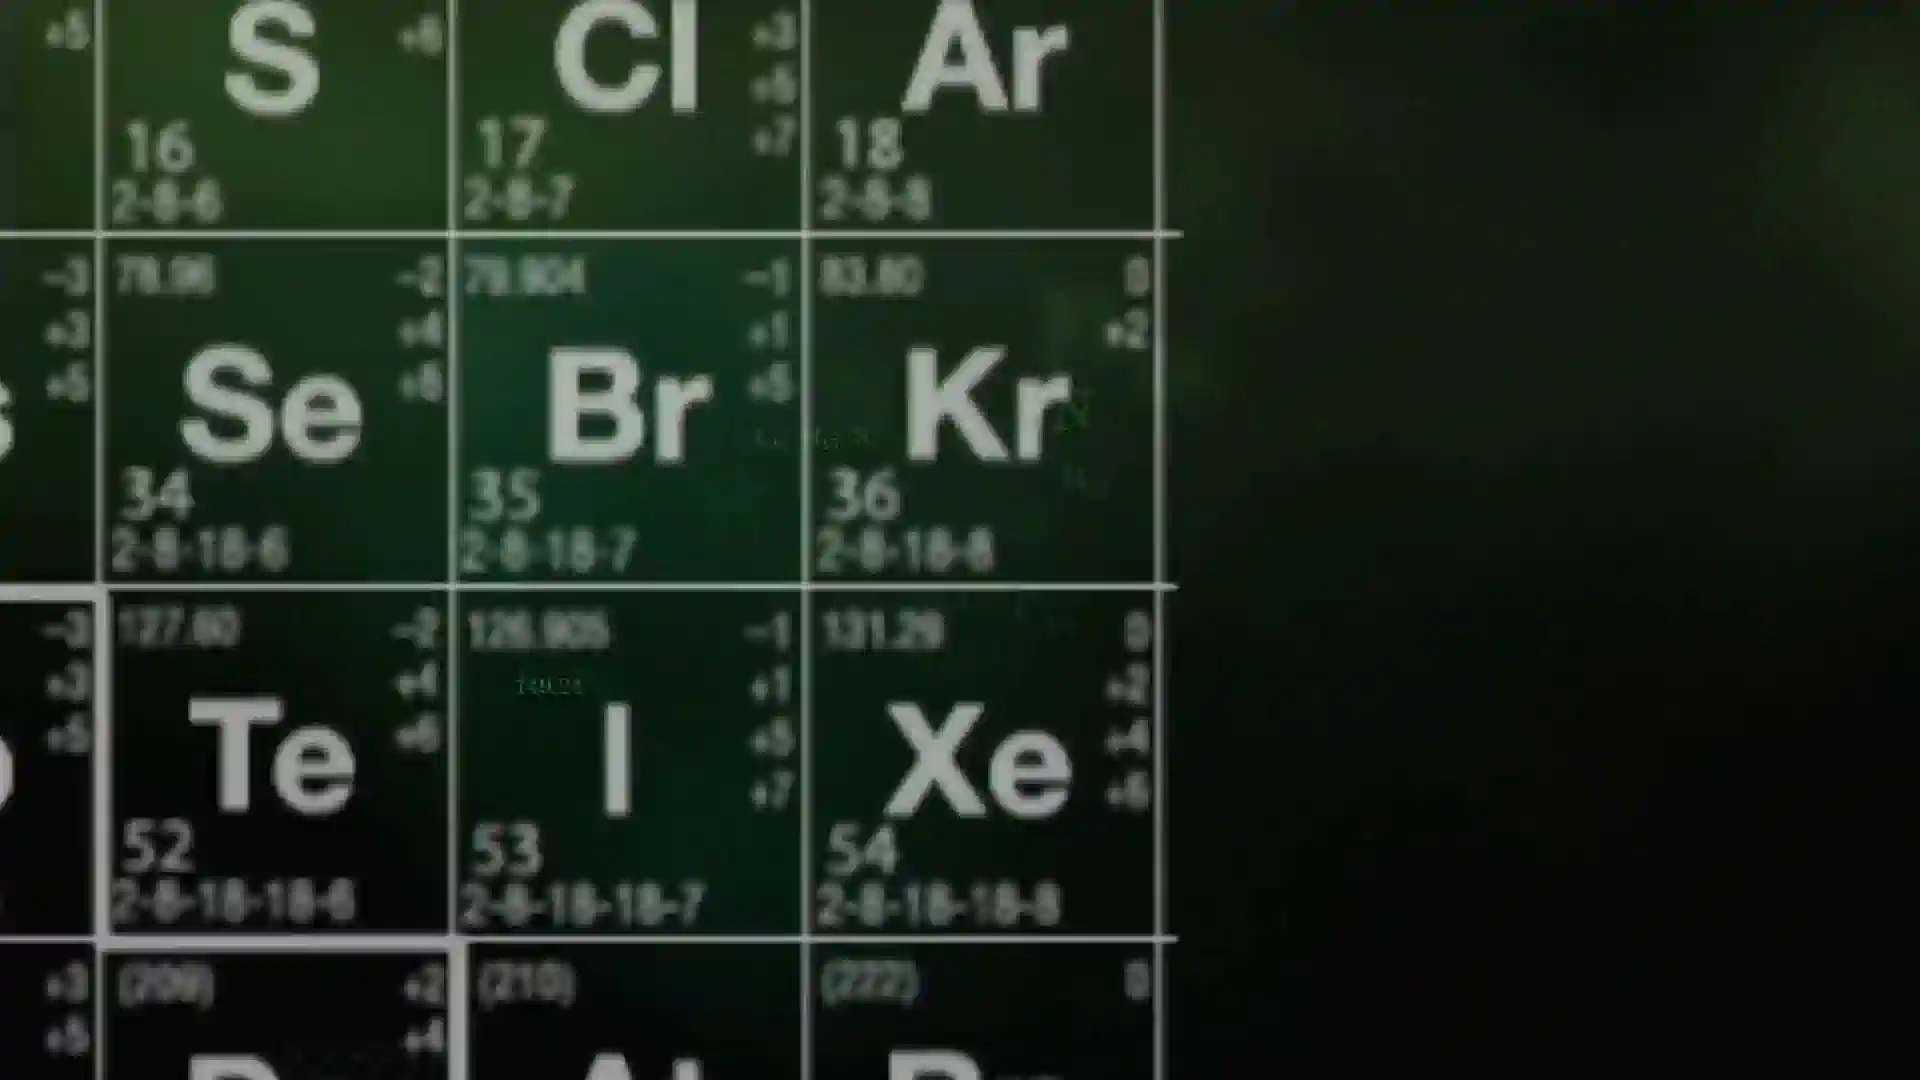 +5 S +6 Cl +3 Ar
+5
+7
16 17 18
2-8-6 2-8-7 2-8-8
-3 78.96 -2 79.904 -1 83.80 0
+3 +4 +1 +2
+5 Se +6 Br +5 Kr
34 35 36
2-8-18-6 2-8-18-7 2-8-18-8
-3 127.60 -2 126.905 -1 131.29 0
+3 +4 +1 +2
+5 Te +6 I +5 Xe +4
+7 +6
52 53 54
2-8-18-18-6 2-8-18-18-7 2-8-18-18-8
+3 (209) +2 (210) (222) 0
+5 +4